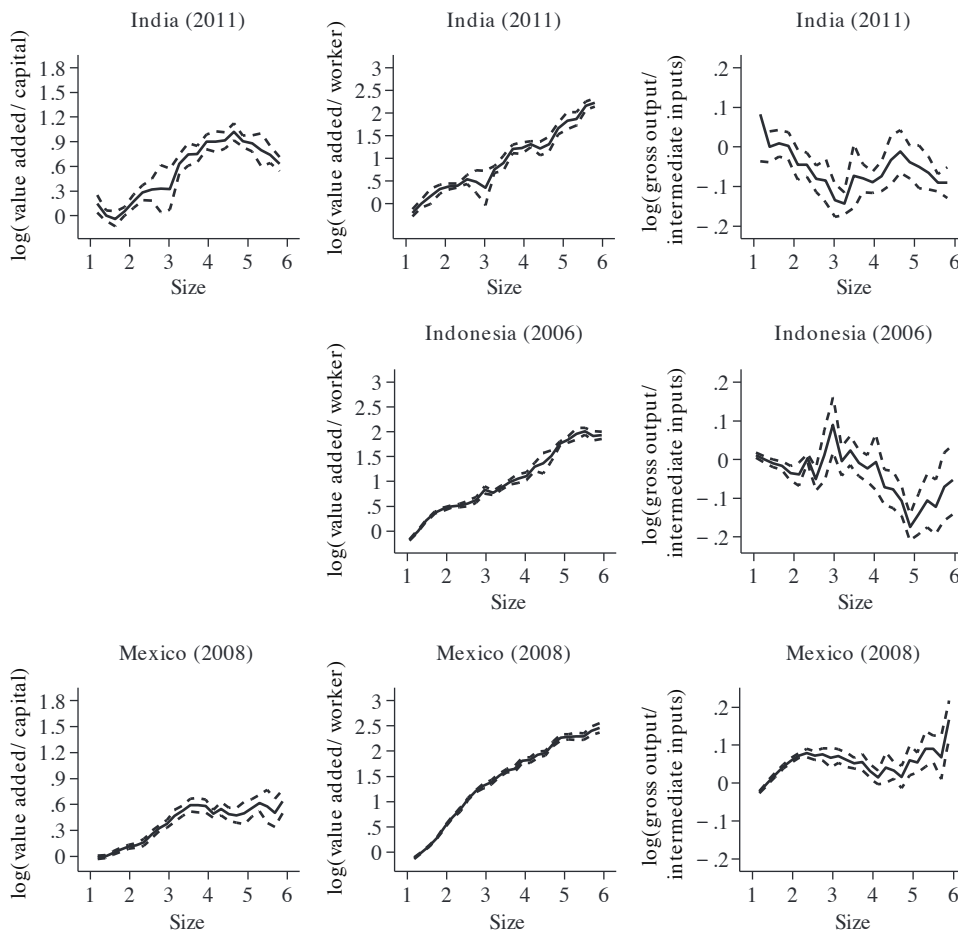 India (2011)
log(value added/ capital)
1.8
1.5
1.2
.9
.6
.3
0
1 2 3 4 5 6
Size
India (2011)
log(value added/ worker)
3
2.5
2
1.5
1
.5
0
1 2 3 4 5 6
Size
India (2011)
log(gross output/
intermediate inputs)
.2
.1
0
– .1
– .2
1 2 3 4 5 6
Size
Indonesia (2006)
log(value added/ worker)
3
2.5
2
1.5
1
.5
0
1 2 3 4 5 6
Size
Indonesia (2006)
log(gross output/
intermediate inputs)
.2
.1
0
– .1
– .2
1 2 3 4 5 6
Size
Mexico (2008)
log(value added/ capital)
1.8
1.5
1.2
.9
.6
.3
0
1 2 3 4 5 6
Size
Mexico (2008)
log(value added/ worker)
3
2.5
2
1.5
1
.5
0
1 2 3 4 5 6
Size
Mexico (2008)
log(gross output/
intermediate inputs)
.2
.1
0
– .1
– .2
1 2 3 4 5 6
Size